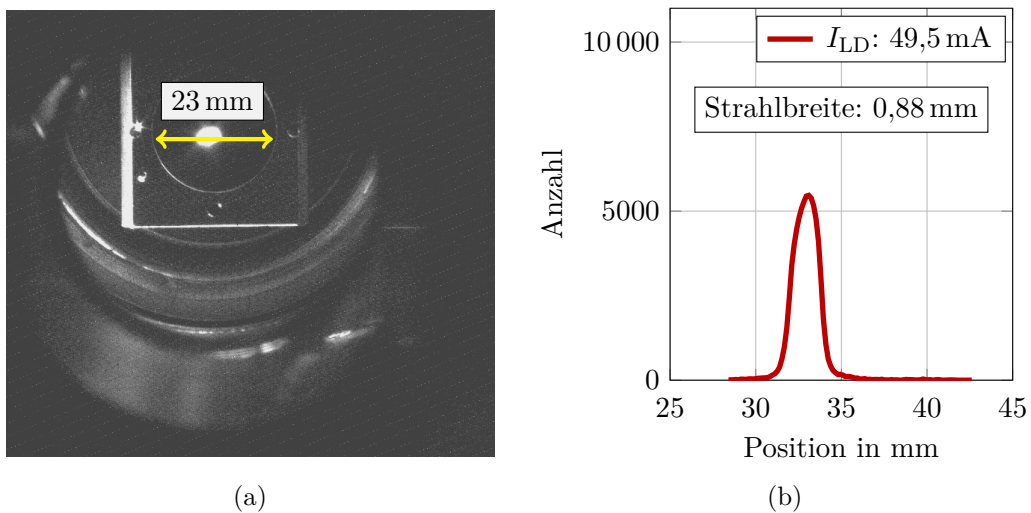 23 mm
(a)
I_LD: 49,5 mA
Strahlbreite: 0,88 mm
Anzahl
10 000
5000
0
25
30
35
40
45
Position in mm
(b)